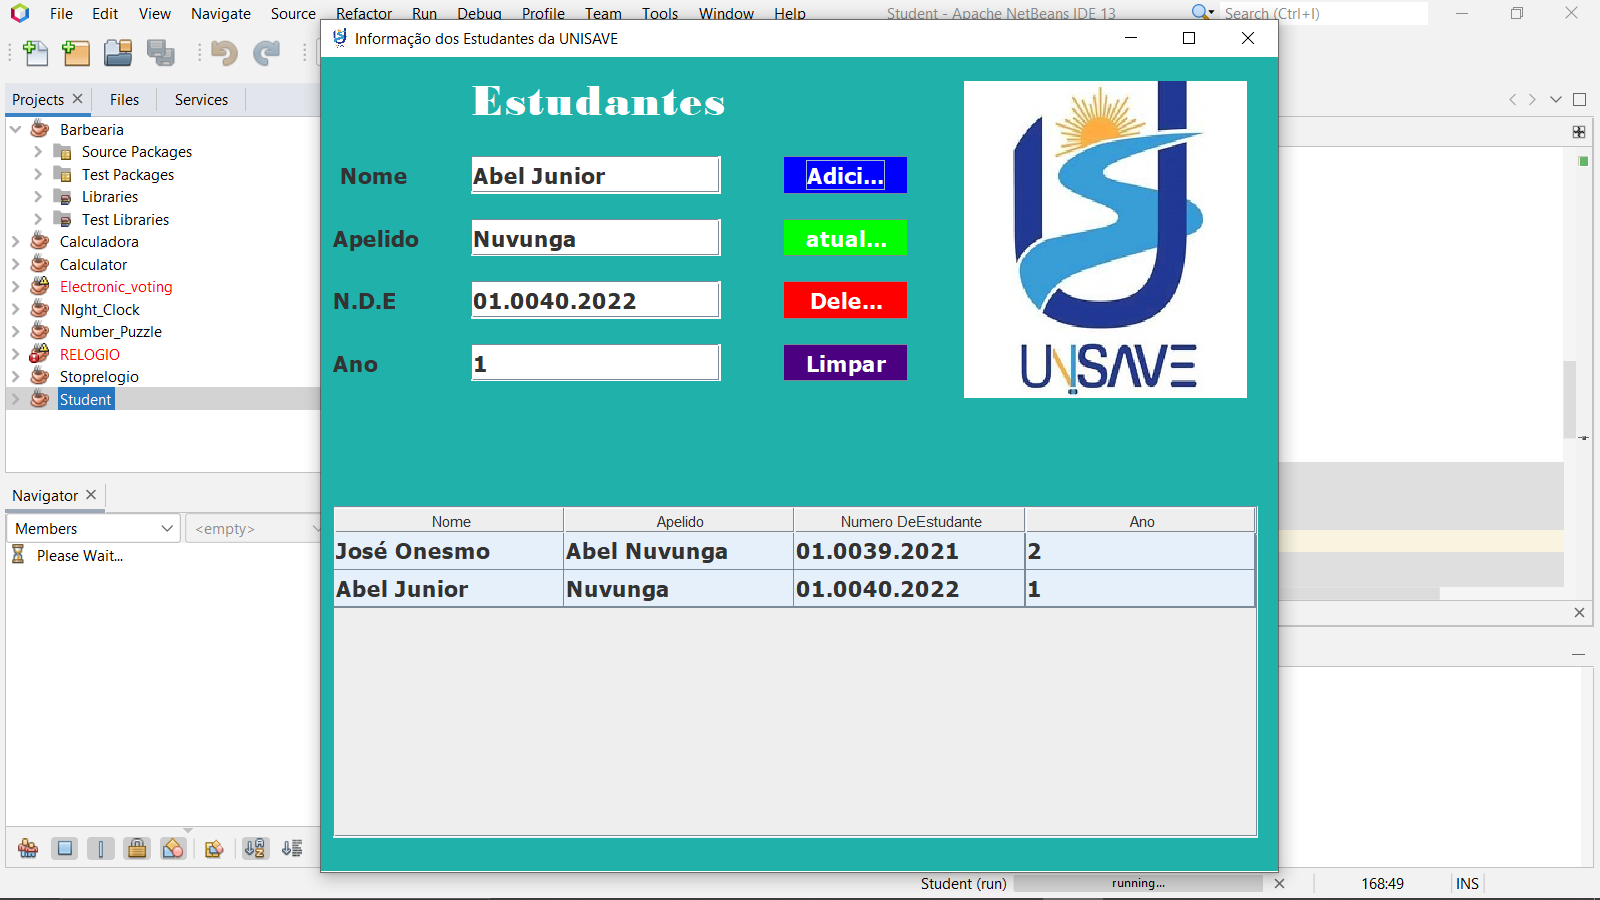 File Edit View Navigate Source Refactor Run Debug Profile Team Tools Window Help
Student - Apache NetBeans IDE 13
Search (Ctrl+I)
Informação dos Estudantes da UNISAVE
Projects Files Services
Barbearia
Source Packages
Test Packages
Libraries
Test Libraries
Calculadora
Calculator
Electronic_voting
NIght_Clock
Number_Puzzle
RELOGIO
Stoprelogio
Student
Navigator
Members
<empty>
Please Wait...
Estudantes
Nome Abel Junior Adici...
Apelido Nuvunga atual...
N.D.E 01.0040.2022 Dele...
Ano 1 Limpar
UNISAVE
Nome Apelido Numero DeEstudante Ano
José Onesmo Abel Nuvunga 01.0039.2021 2
Abel Junior Nuvunga 01.0040.2022 1
Student (run) running... 168:49 INS